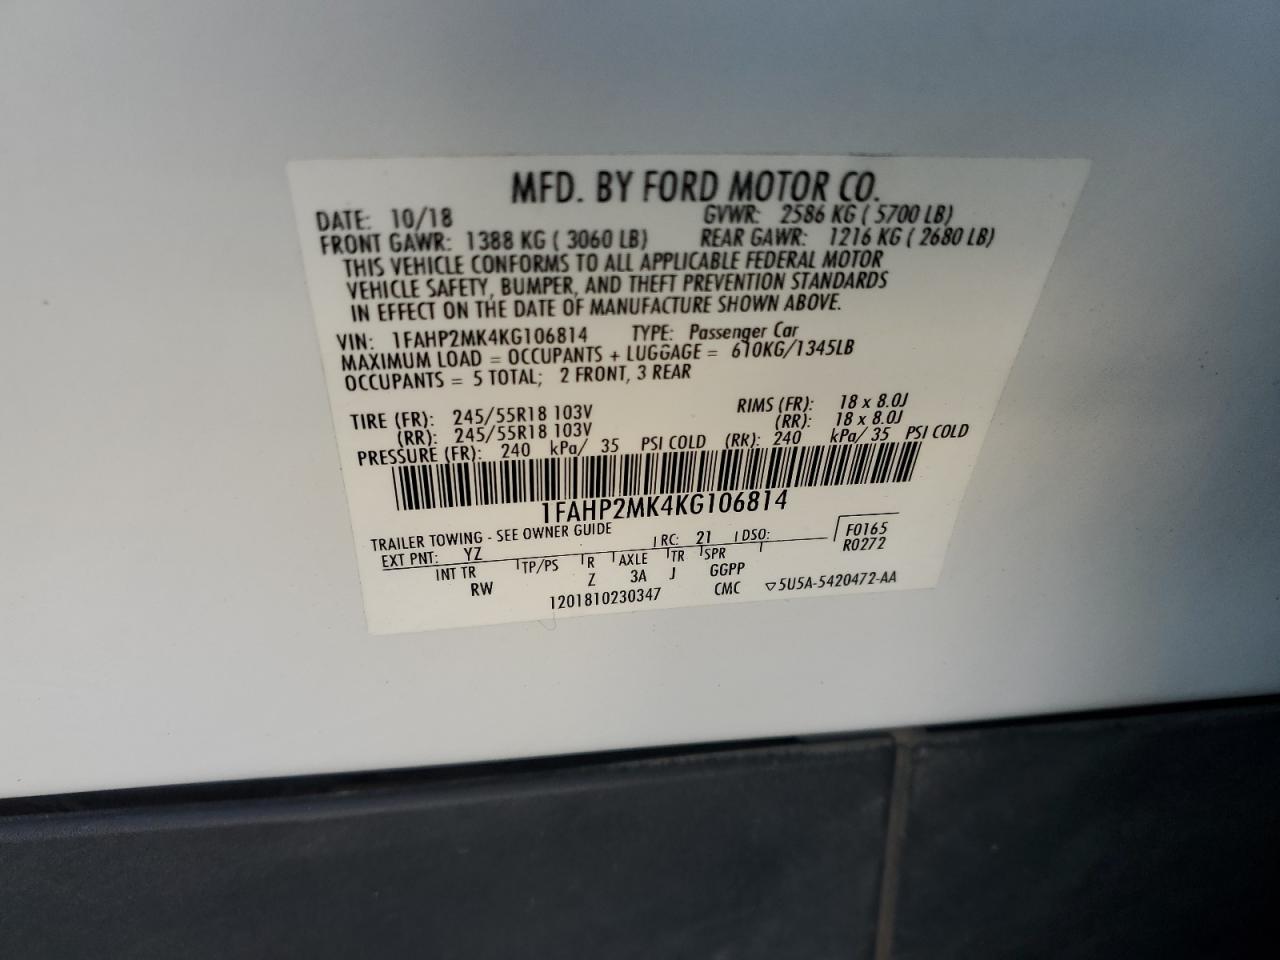 MFD. BY FORD MOTOR CO.
DATE: 10/18 GVWR: 2586 KG ( 5700 LB)
FRONT GAWR: 1388 KG ( 3060 LB) REAR GAWR: 1216 KG ( 2680 LB)
THIS VEHICLE CONFORMS TO ALL APPLICABLE FEDERAL MOTOR
VEHICLE SAFETY, BUMPER, AND THEFT PREVENTION STANDARDS
IN EFFECT ON THE DATE OF MANUFACTURE SHOWN ABOVE.
VIN: 1FAHP2MK4KG106814 TYPE: Passenger Car
MAXIMUM LOAD = OCCUPANTS + LUGGAGE = 610KG/1345LB
OCCUPANTS = 5 TOTAL; 2 FRONT, 3 REAR
TIRE (FR): 245/55R18 103V RIMS (FR): 18 x 8.0J
(RR): 245/55R18 103V (RR): 18 x 8.0J
PRESSURE (FR): 240 kPa/ 35 PSI COLD (RR): 240 kPa/ 35 PSI COLD
1FAHP2MK4KG106814
TRAILER TOWING - SEE OWNER GUIDE
EXT PNT: YZ RC: 21 DSO: F0165
R0272
INT TR TP/PS R AXLE TR SPR
RW Z 3A J GGPP
1201810230347 CMC ▽5U5A-5420472-AA